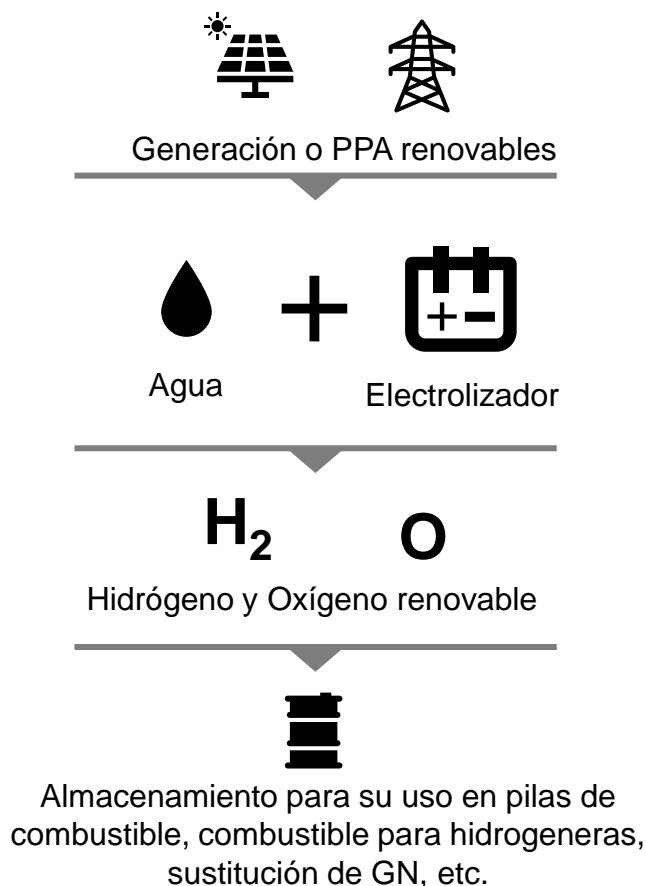 Generación o PPA renovables
+
+ -
Agua
Electrolizador
H₂ O
Hidrógeno y Oxígeno renovable
Almacenamiento para su uso en pilas de
combustible, combustible para hidrogeneras,
sustitución de GN, etc.